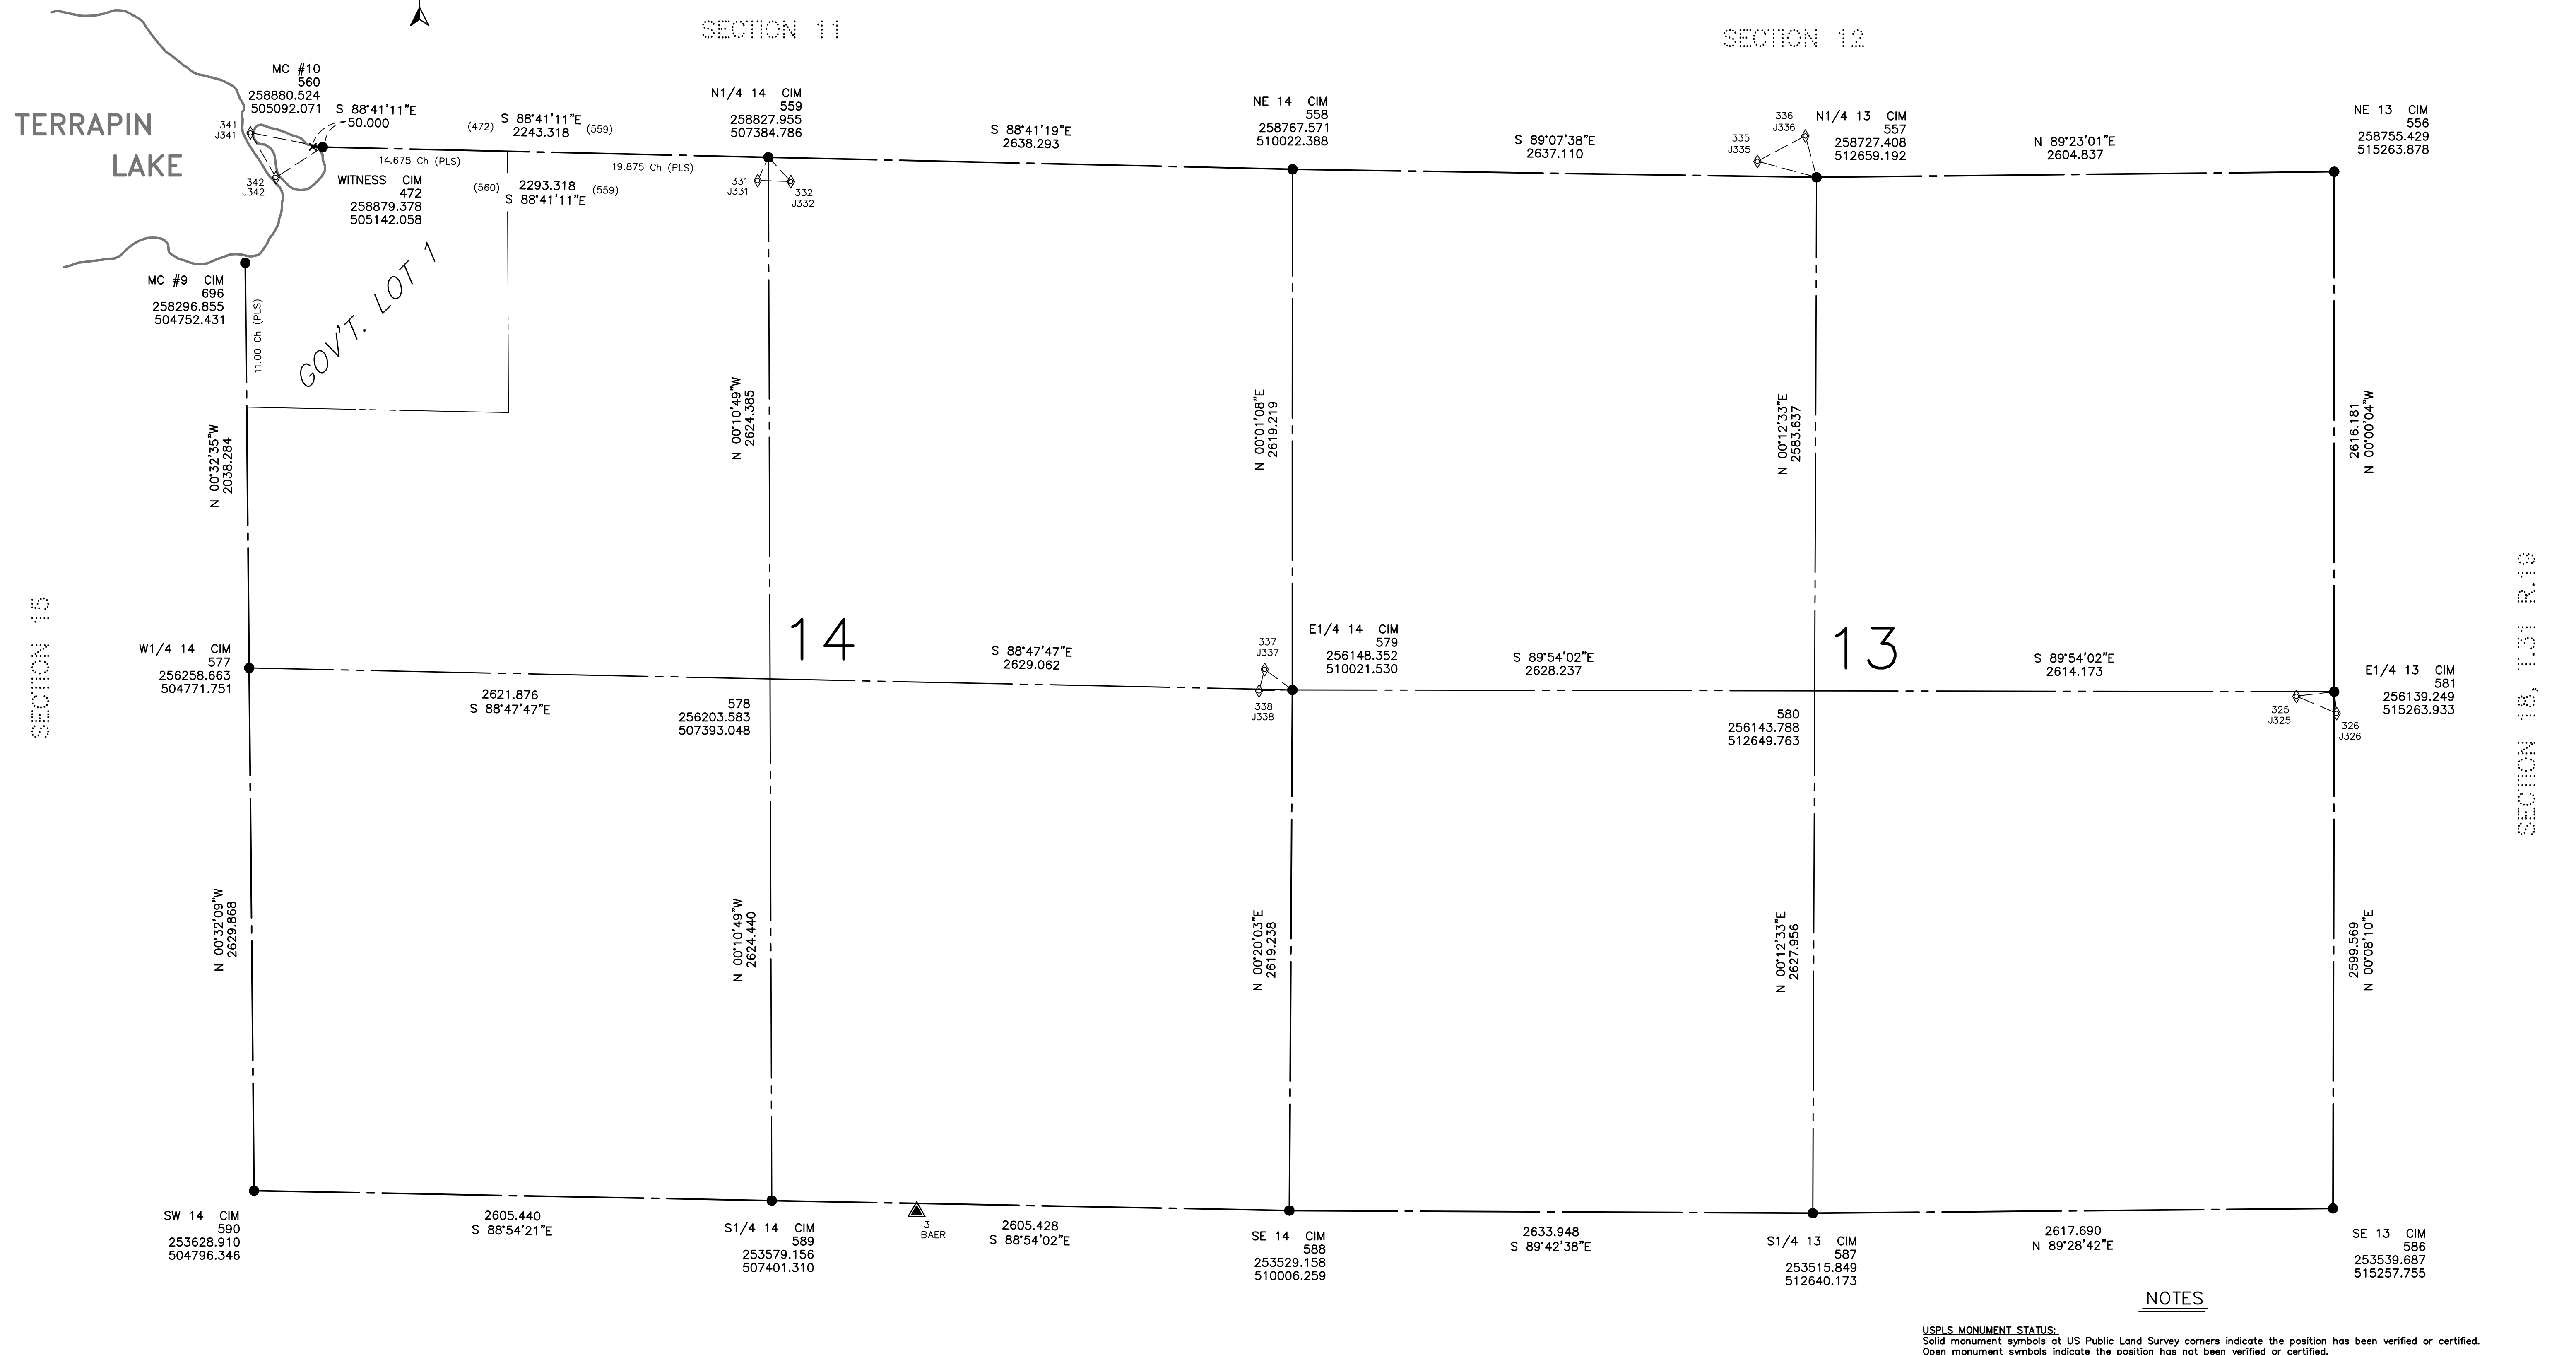 SECTION 11
SECTION 12
TERRAPIN
LAKE
MC #10
560
258880.524
505092.071
S 88°41'11"E
50.000
341
J341
342
J342
WITNESS CIM
472
258879.378
505142.058
(472)
S 88°41'11"E
2243.318
(559)
14.675 Ch (PLS)
19.875 Ch (PLS)
(560)
2293.318
S 88°41'11"E
(559)
N1/4 14 CIM
559
258827.955
507384.786
331
J331
332
J332
S 88°41'19"E
2638.293
NE 14 CIM
558
258767.571
510022.388
S 89°07'38"E
2637.110
335
J335
336
J336
N1/4 13 CIM
557
258727.408
512659.192
N 89°23'01"E
2604.837
NE 13 CIM
556
258755.429
515263.878
MC #9 CIM
696
258296.855
504752.431
11.00 Ch (PLS)
GOV'T. LOT 1
N 00°32'35"W
2038.284
N 00°10'49"W
2624.385
N 00°01'08"E
2619.219
N 00°12'33"E
2583.637
2616.181
N 00°00'04"W
SECTION 15
SECTION 18, T.31 R.19
W1/4 14 CIM
577
256258.663
504771.751
2621.876
S 88°47'47"E
14
578
256203.583
507393.048
S 88°47'47"E
2629.062
337
J337
338
J338
E1/4 14 CIM
579
256148.352
510021.530
S 89°54'02"E
2628.237
13
580
256143.788
512649.763
S 89°54'02"E
2614.173
E1/4 13 CIM
581
256139.249
515263.933
325
J325
326
J326
N 00°32'09"W
2629.868
N 00°10'49"W
2624.440
N 00°20'03"E
2619.238
N 00°12'33"E
2627.956
2599.569
N 00°08'10"E
SW 14 CIM
590
253628.910
504796.346
2605.440
S 88°54'21"E
S1/4 14 CIM
589
253579.156
507401.310
3
BAER
2605.428
S 88°54'02"E
SE 14 CIM
588
253529.158
510006.259
2633.948
S 89°42'38"E
S1/4 13 CIM
587
253515.849
512640.173
2617.690
N 89°28'42"E
SE 13 CIM
586
253539.687
515257.755
NOTES
USPLS MONUMENT STATUS:
Solid monument symbols at US Public Land Survey corners indicate the position has been verified or certified.
Open monument symbols indicate the position has not been verified or certified.